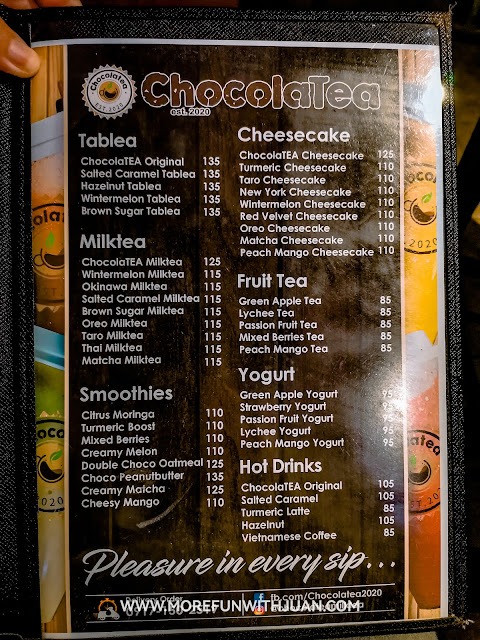 ChocolaTea
EST. 2020
ChocolaTea
est. 2020
Tablea
ChocolaTEA Original 135
Salted Caramel Tablea 135
Hazelnut Tablea 135
Wintermelon Tablea 135
Brown Sugar Tablea 135
Milktea
ChocolaTEA Milktea 125
Wintermelon Milktea 115
Okinawa Milktea 115
Salted Caramel Milktea 115
Brown Sugar Milktea 115
Oreo Milktea 115
Taro Milktea 115
Thai Milktea 115
Matcha Milktea 115
Smoothies
Citrus Moringa 110
Turmeric Boost 110
Mixed Berries 110
Creamy Melon 110
Double Choco Oatmeal 125
Choco Peanutbutter 135
Creamy Matcha 125
Cheesy Mango 110
Cheesecake
ChocolaTEA Cheesecake 125
Turmeric Cheesecake 110
Taro Cheesecake 110
New York Cheesecake 110
Wintermelon Cheesecake 110
Red Velvet Cheesecake 110
Oreo Cheesecake 110
Matcha Cheesecake 110
Peach Mango Cheesecake 110
Fruit Tea
Green Apple Tea 85
Lychee Tea 85
Passion Fruit Tea 85
Mixed Berries Tea 85
Peach Mango Tea 85
Yogurt
Green Apple Yogurt 95
Strawberry Yogurt 95
Passion Fruit Yogurt 95
Lychee Yogurt 95
Peach Mango Yogurt 95
Hot Drinks
ChocolaTEA Original 105
Salted Caramel 105
Turmeric Latte 85
Hazelnut 105
Vietnamese Coffee 85
Pleasure in every sip...
Delivery Order
fb.com/Chocolatea2020
WWW.MOREFUNWITHJUAN.COM